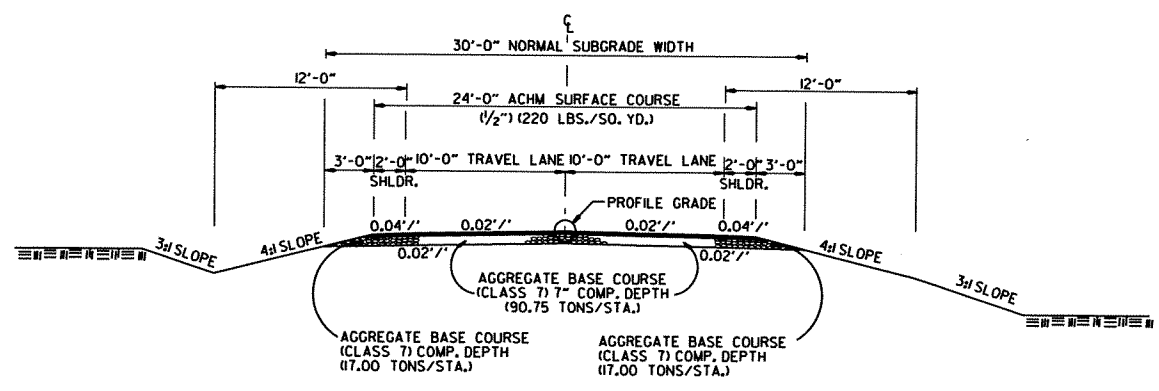 ℄
30'-0" NORMAL SUBGRADE WIDTH
12'-0"
12'-0"
24'-0" ACHM SURFACE COURSE
(1/2") (220 LBS./SQ. YD.)
3'-0" 2'-0" 10'-0" TRAVEL LANE 10'-0" TRAVEL LANE 2'-0" 3'-0"
SHLDR. SHLDR.
PROFILE GRADE
0.04'/' 0.02'/' 0.02'/' 0.04'/'
3:1 SLOPE 4:1 SLOPE 4:1 SLOPE 3:1 SLOPE
0.02'/' 0.02'/'
AGGREGATE BASE COURSE
(CLASS 7) 7" COMP. DEPTH
(90.75 TONS/STA.)
AGGREGATE BASE COURSE
(CLASS 7) COMP. DEPTH
(17.00 TONS/STA.)
AGGREGATE BASE COURSE
(CLASS 7) COMP. DEPTH
(17.00 TONS/STA.)